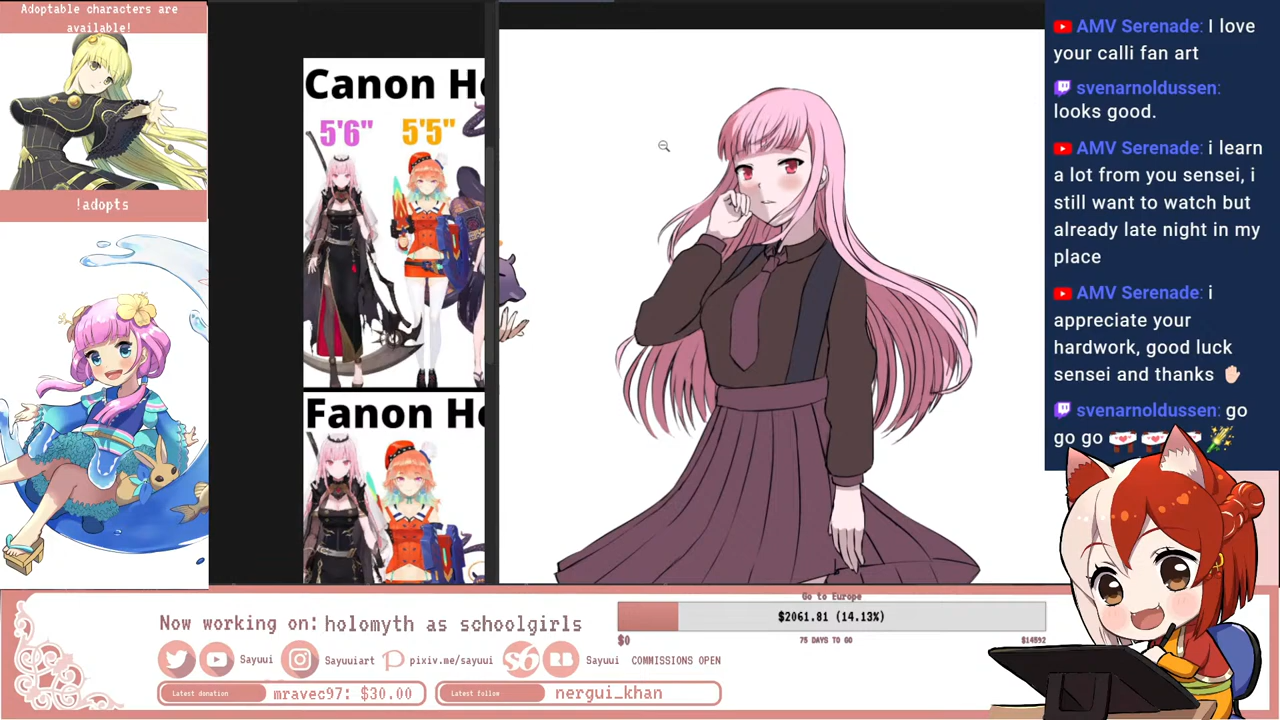 Adoptable characters are
available!
!adopts
Canon He
5'6" 5'5"
Fanon He
AMV Serenade: I love
your calli fan art
svenarnoldussen:
looks good.
AMV Serenade: i learn
a lot from you sensei, i
still want to watch but
already late night in my
place
AMV Serenade: i
appreciate your
hardwork, good luck
sensei and thanks
svenarnoldussen: go
go go
Now working on: holomyth as schoolgirls
Sayuui Sayuuiart pixiv.me/sayuui Sayuui COMMISSIONS OPEN
Latest donation mravec97: $30.00 Latest follow nergui_khan
Go to Europe
$2061.81 (14.13%)
$0 75 DAYS TO GO $14592